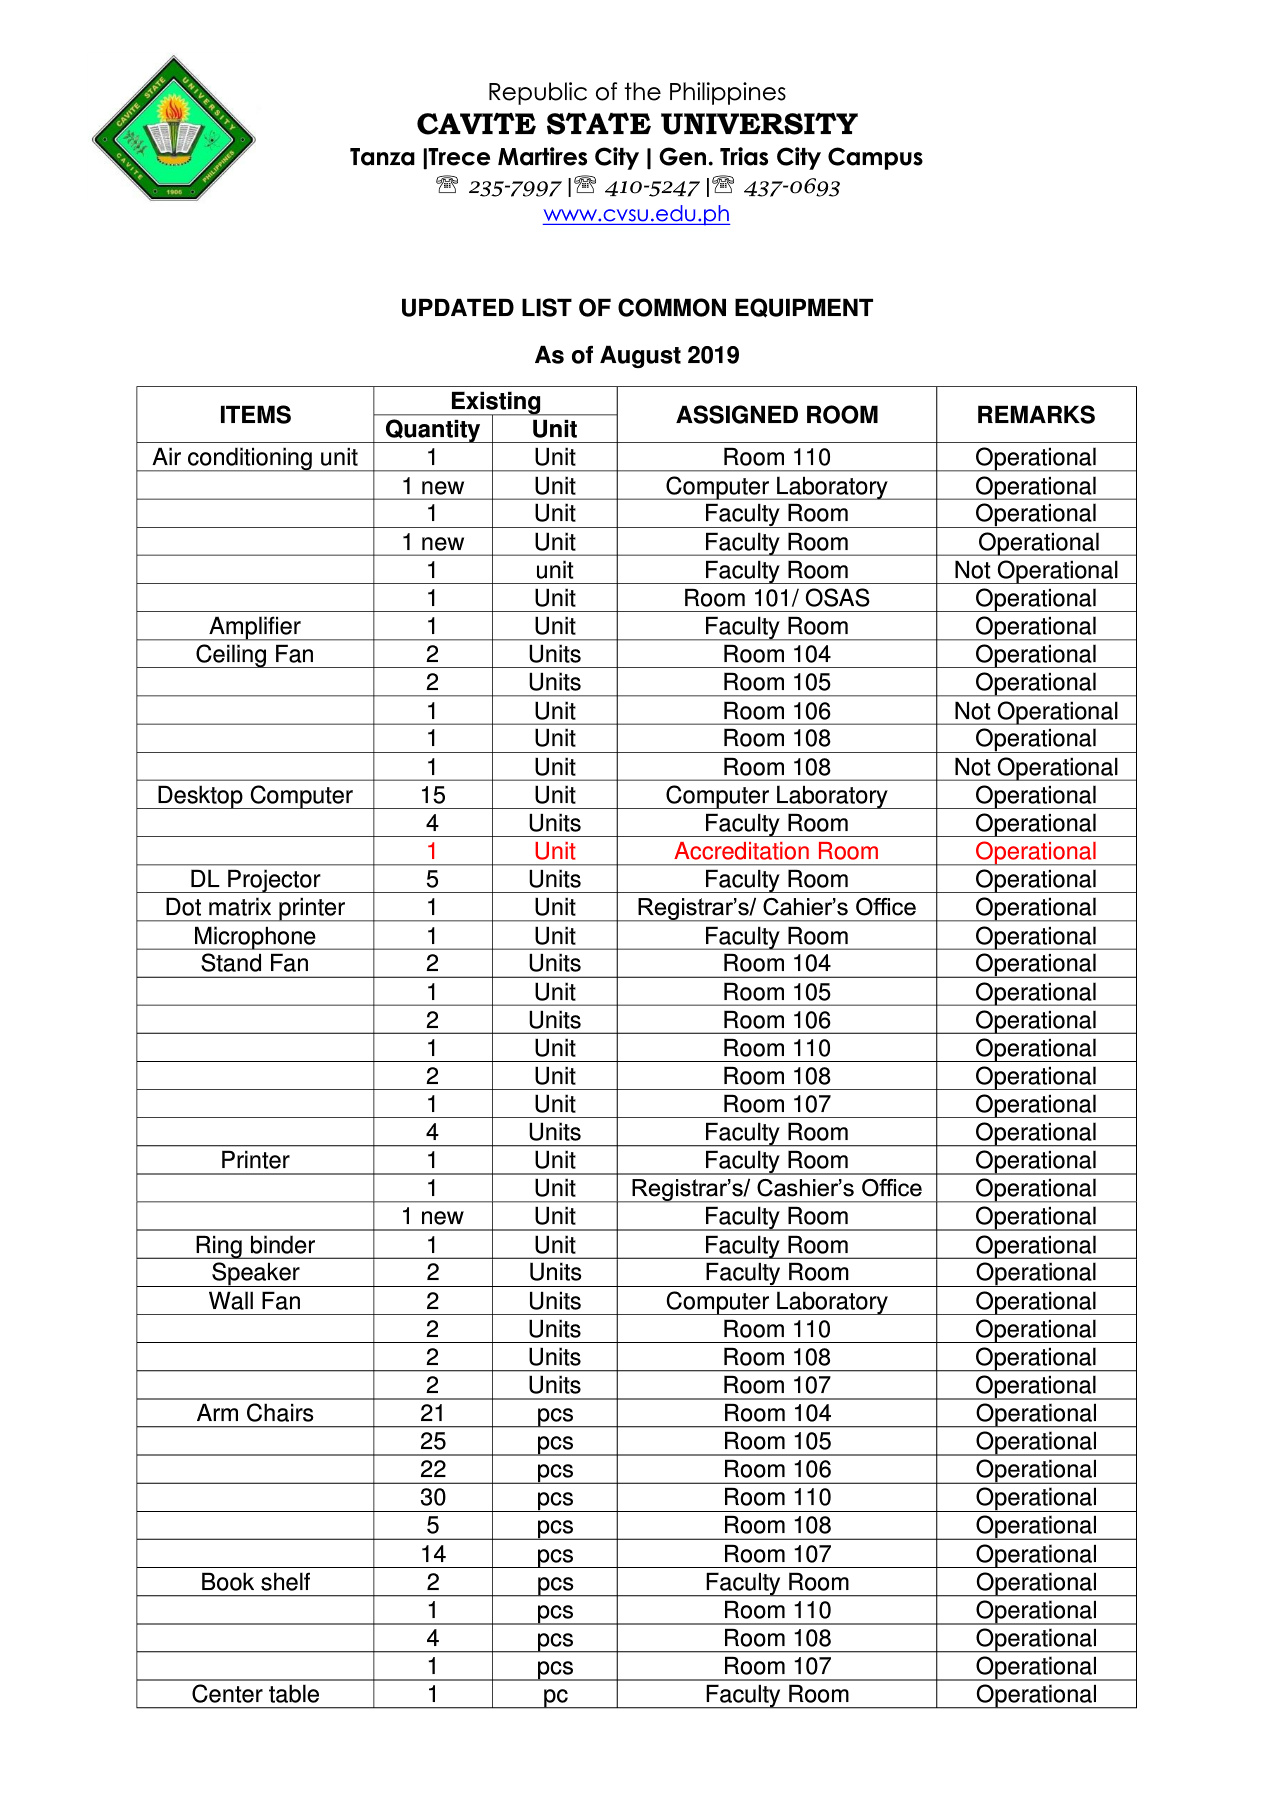 CAVITE STATE UNIVERSITY
CAVITE PHILIPPINES
1906
Republic of the Philippines
CAVITE STATE UNIVERSITY
Tanza |Trece Martires City | Gen. Trias City Campus
☏ 235-7997 |☏ 410-5247 |☏ 437-0693
www.cvsu.edu.ph
UPDATED LIST OF COMMON EQUIPMENT
As of August 2019
ITEMS Existing ASSIGNED ROOM REMARKS
Quantity Unit
Air conditioning unit 1 Unit Room 110 Operational
1 new Unit Computer Laboratory Operational
1 Unit Faculty Room Operational
1 new Unit Faculty Room Operational
1 unit Faculty Room Not Operational
1 Unit Room 101/ OSAS Operational
Amplifier 1 Unit Faculty Room Operational
Ceiling Fan 2 Units Room 104 Operational
2 Units Room 105 Operational
1 Unit Room 106 Not Operational
1 Unit Room 108 Operational
1 Unit Room 108 Not Operational
Desktop Computer 15 Unit Computer Laboratory Operational
4 Units Faculty Room Operational
1 Unit Accreditation Room Operational
DL Projector 5 Units Faculty Room Operational
Dot matrix printer 1 Unit Registrar’s/ Cahier’s Office Operational
Microphone 1 Unit Faculty Room Operational
Stand Fan 2 Units Room 104 Operational
1 Unit Room 105 Operational
2 Units Room 106 Operational
1 Unit Room 110 Operational
2 Unit Room 108 Operational
1 Unit Room 107 Operational
4 Units Faculty Room Operational
Printer 1 Unit Faculty Room Operational
1 Unit Registrar’s/ Cashier’s Office Operational
1 new Unit Faculty Room Operational
Ring binder 1 Unit Faculty Room Operational
Speaker 2 Units Faculty Room Operational
Wall Fan 2 Units Computer Laboratory Operational
2 Units Room 110 Operational
2 Units Room 108 Operational
2 Units Room 107 Operational
Arm Chairs 21 pcs Room 104 Operational
25 pcs Room 105 Operational
22 pcs Room 106 Operational
30 pcs Room 110 Operational
5 pcs Room 108 Operational
14 pcs Room 107 Operational
Book shelf 2 pcs Faculty Room Operational
1 pcs Room 110 Operational
4 pcs Room 108 Operational
1 pcs Room 107 Operational
Center table 1 pc Faculty Room Operational